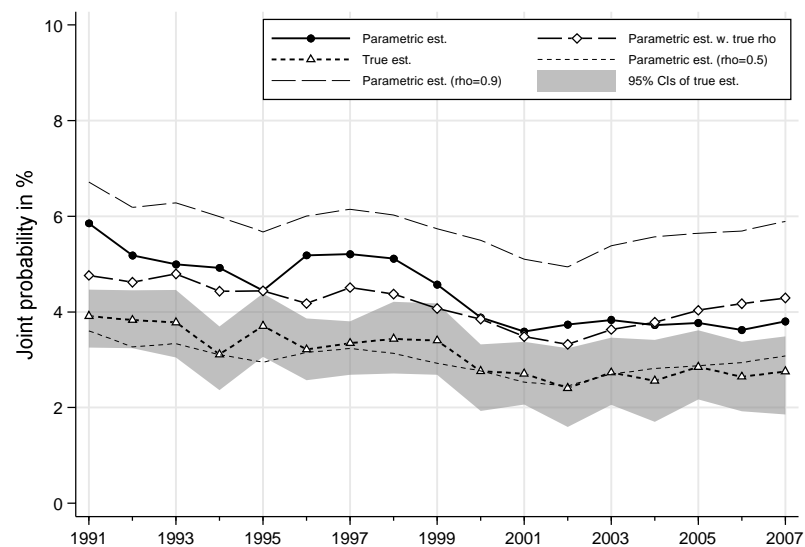 Parametric est.
Parametric est. w. true rho
True est.
Parametric est. (rho=0.5)
Parametric est. (rho=0.9)
95% CIs of true est.
Joint probability in %
10
8
6
4
2
0
1991 1993 1995 1997 1999 2001 2003 2005 2007